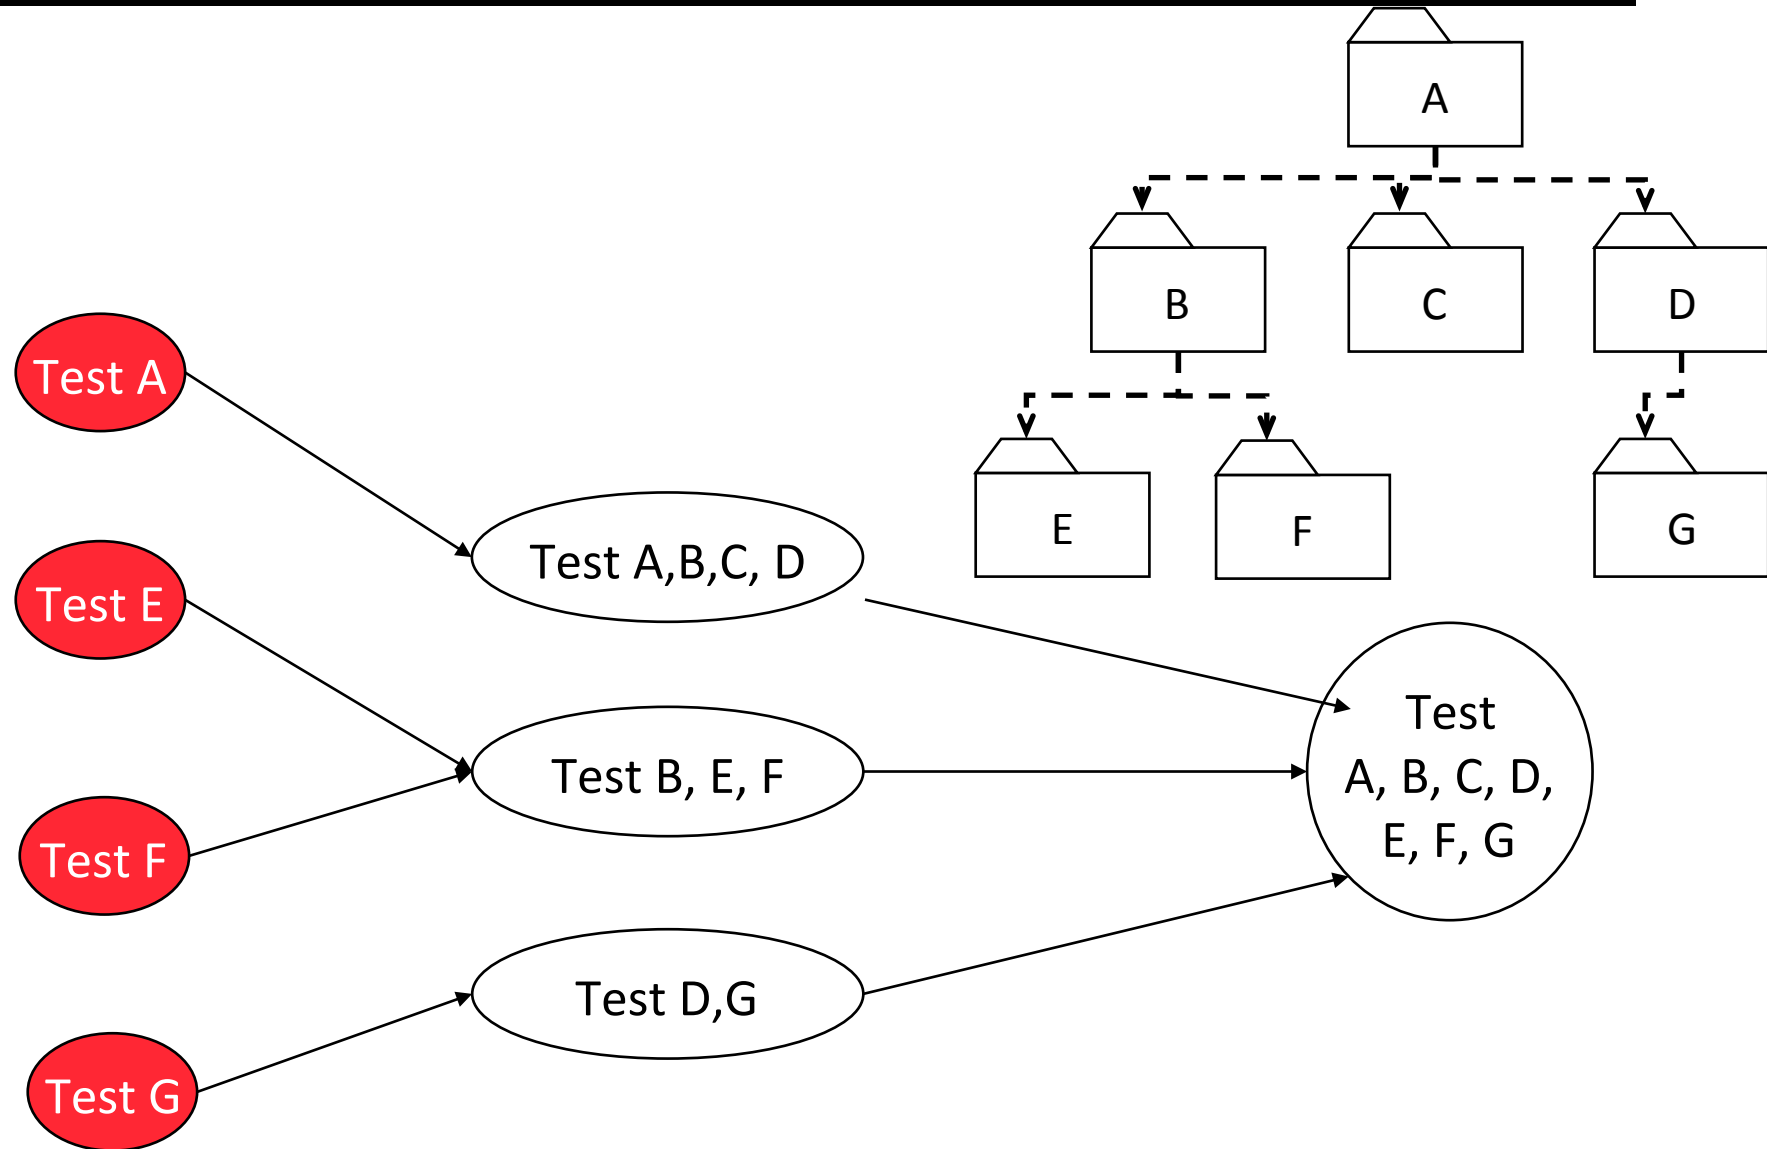 A
B
C
D
E
F
G
Test A
Test E
Test F
Test G
Test A,B,C, D
Test B, E, F
Test D,G
Test
A, B, C, D,
E, F, G